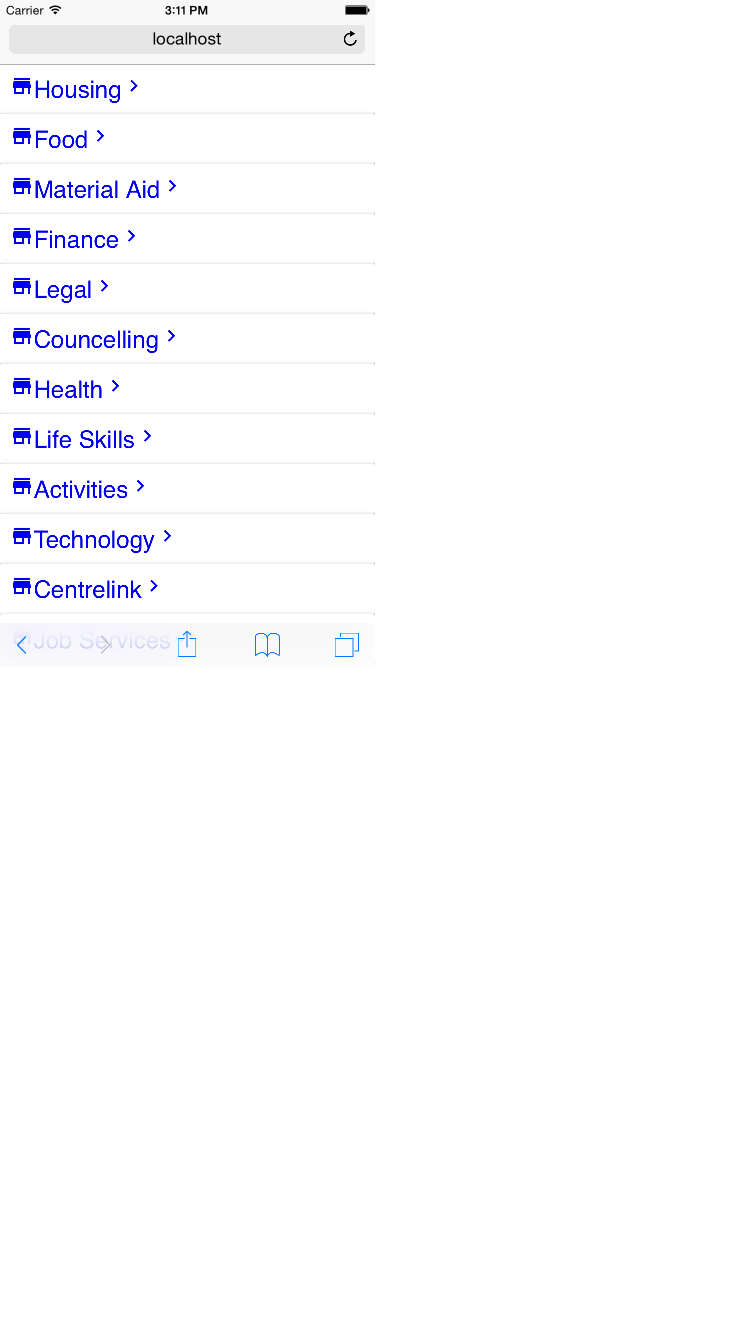 Carrier 3:11 PM
localhost
Housing
Food
Material Aid
Finance
Legal
Councelling
Health
Life Skills
Activities
Technology
Centrelink
Job Services